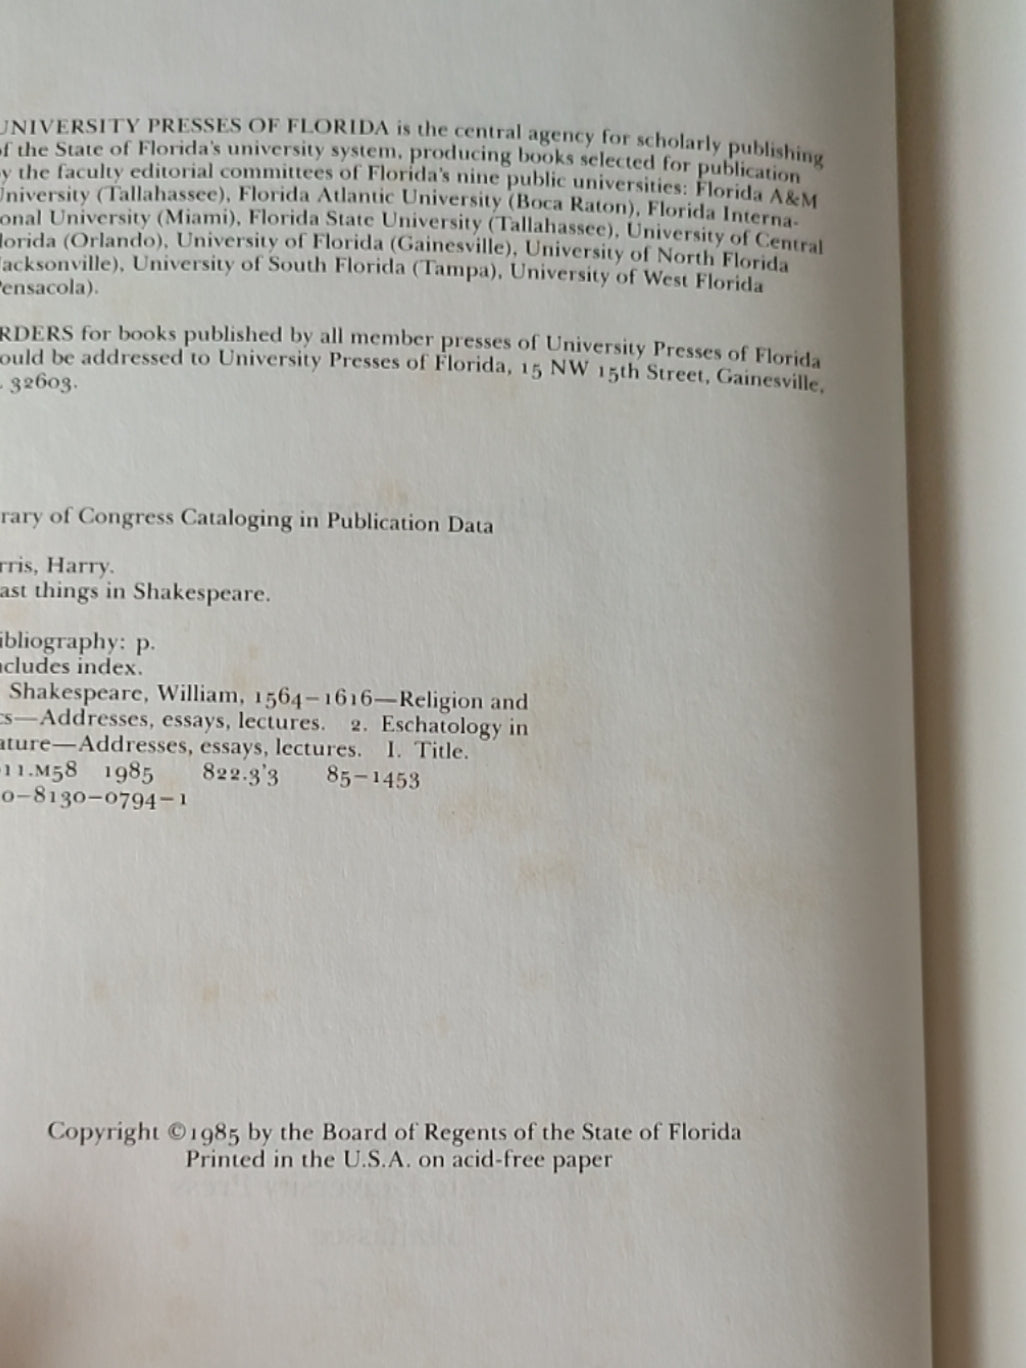 UNIVERSITY PRESSES OF FLORIDA is the central agency for scholarly publishing
of the State of Florida's university system, producing books selected for publication
by the faculty editorial committees of Florida's nine public universities: Florida A&M
University (Tallahassee), Florida Atlantic University (Boca Raton), Florida Interna-
onal University (Miami), Florida State University (Tallahassee), University of Central
lorida (Orlando), University of Florida (Gainesville), University of North Florida
Jacksonville), University of South Florida (Tampa), University of West Florida
Pensacola).
RDERS for books published by all member presses of University Presses of Florida
ould be addressed to University Presses of Florida, 15 NW 15th Street, Gainesville,
. 32603.
rary of Congress Cataloging in Publication Data
rris, Harry.
ast things in Shakespeare.
ibliography: p.
ncludes index.
Shakespeare, William, 1564–1616—Religion and
cs—Addresses, essays, lectures. 2. Eschatology in
ature—Addresses, essays, lectures. I. Title.
11.M58 1985 822.3'3 85–1453
0–8130–0794–1
Copyright ©1985 by the Board of Regents of the State of Florida
Printed in the U.S.A. on acid-free paper